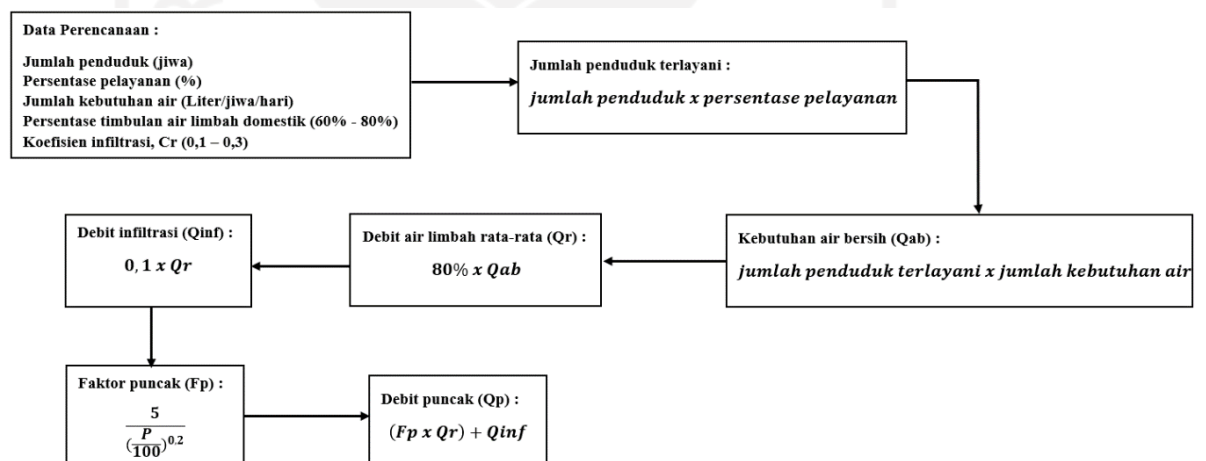 Data Perencanaan :
Jumlah penduduk (jiwa)
Persentase pelayanan (%)
Jumlah kebutuhan air (Liter/jiwa/hari)
Persentase timbulan air limbah domestik (60% - 80%)
Koefisien infiltrasi, Cr (0,1 – 0,3)
Jumlah penduduk terlayani :
jumlah penduduk x persentase pelayanan
Kebutuhan air bersih (Qab) :
jumlah penduduk terlayani x jumlah kebutuhan air
Debit air limbah rata-rata (Qr) :
80% x Qab
Debit infiltrasi (Qinf) :
0, 1 x Qr
Faktor puncak (Fp) :
5
(P
100)^0.2
Debit puncak (Qp) :
(Fp x Qr) + Qinf